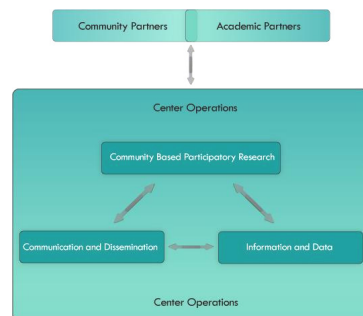 Community Partners Academic Partners
Center Operations
Community Based Participatory Research
Communication and Dissemination Information and Data
Center Operations